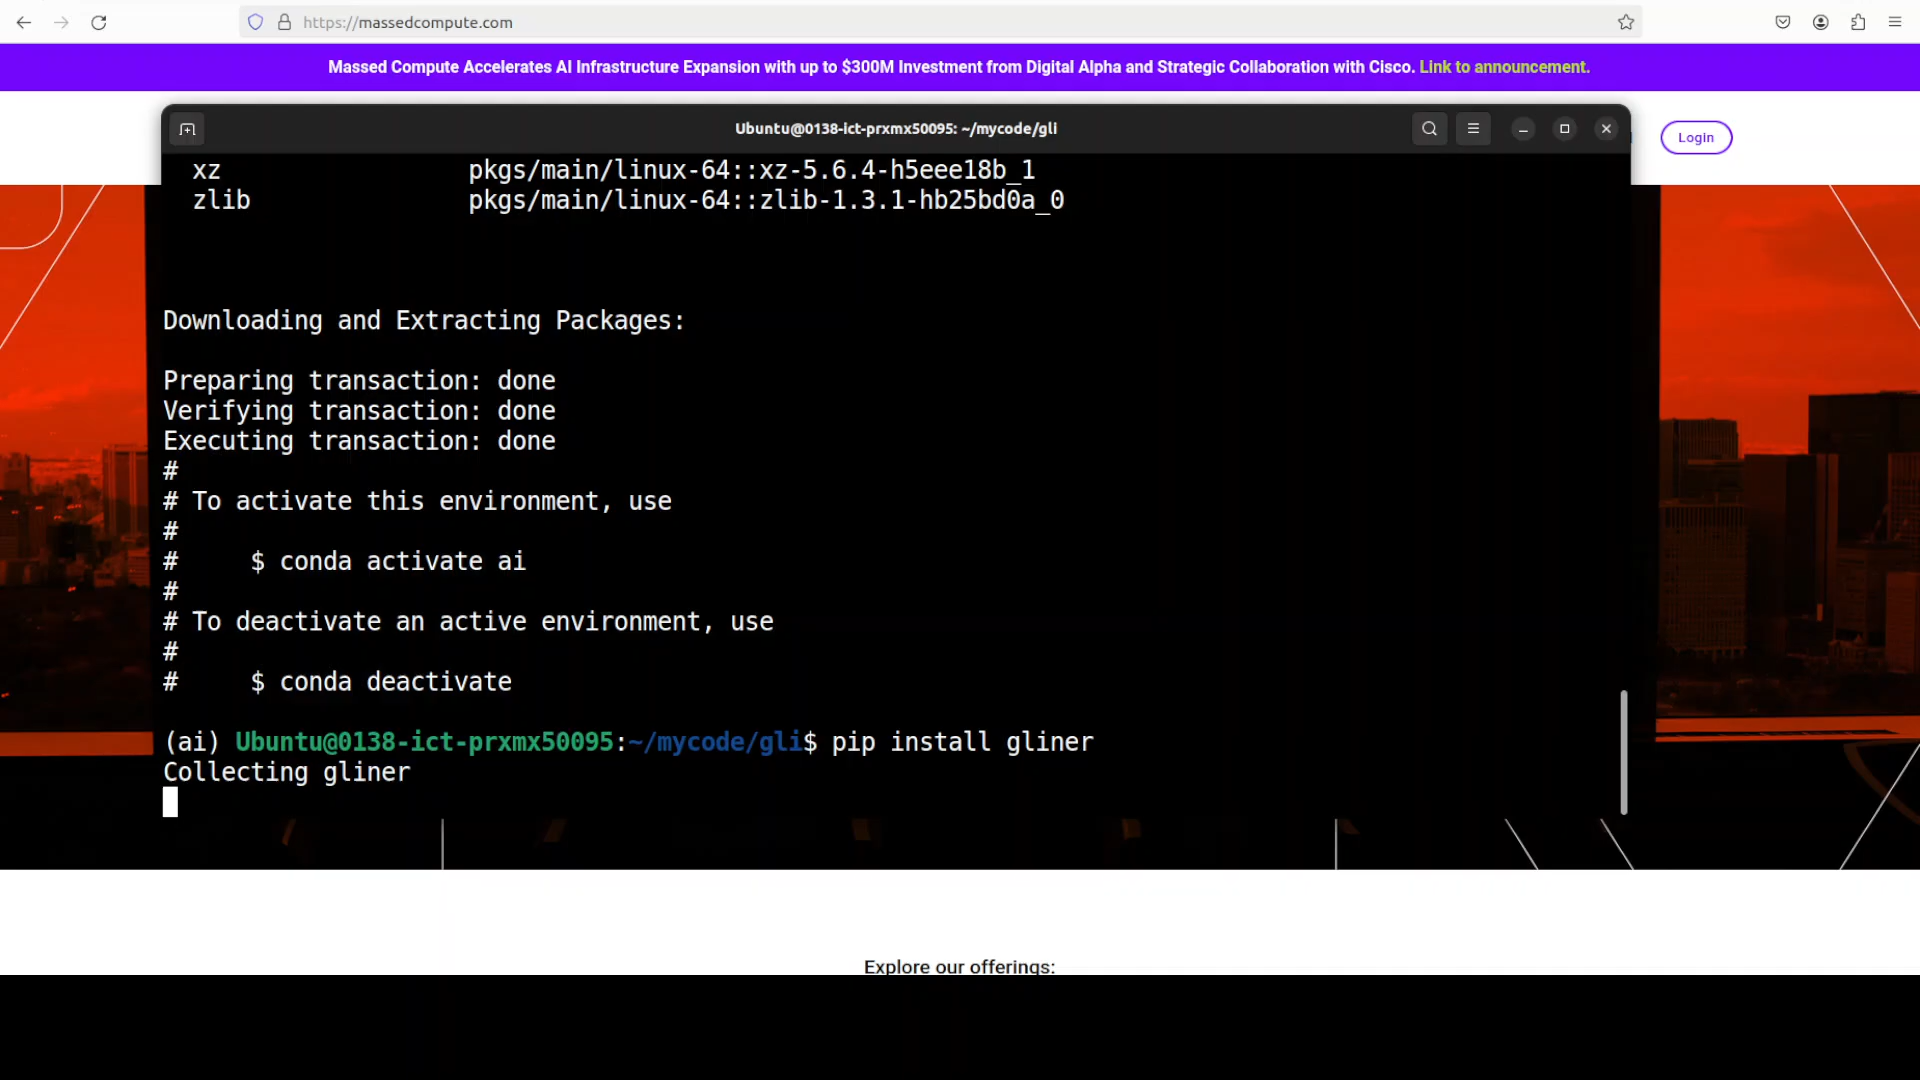 https://massedcompute.com
Massed Compute Accelerates AI Infrastructure Expansion with up to $300M Investment from Digital Alpha and Strategic Collaboration with Cisco. Link to announcement.
Ubuntu@0138-ict-prxmx50095: ~/mycode/gli
Login
xz pkgs/main/linux-64::xz-5.6.4-h5eee18b_1
zlib pkgs/main/linux-64::zlib-1.3.1-hb25bd0a_0
Downloading and Extracting Packages:
Preparing transaction: done
Verifying transaction: done
Executing transaction: done
#
# To activate this environment, use
#
# $ conda activate ai
#
# To deactivate an active environment, use
#
# $ conda deactivate
(ai) Ubuntu@0138-ict-prxmx50095:~/mycode/gli$ pip install gliner
Collecting gliner
Explore our offerings: